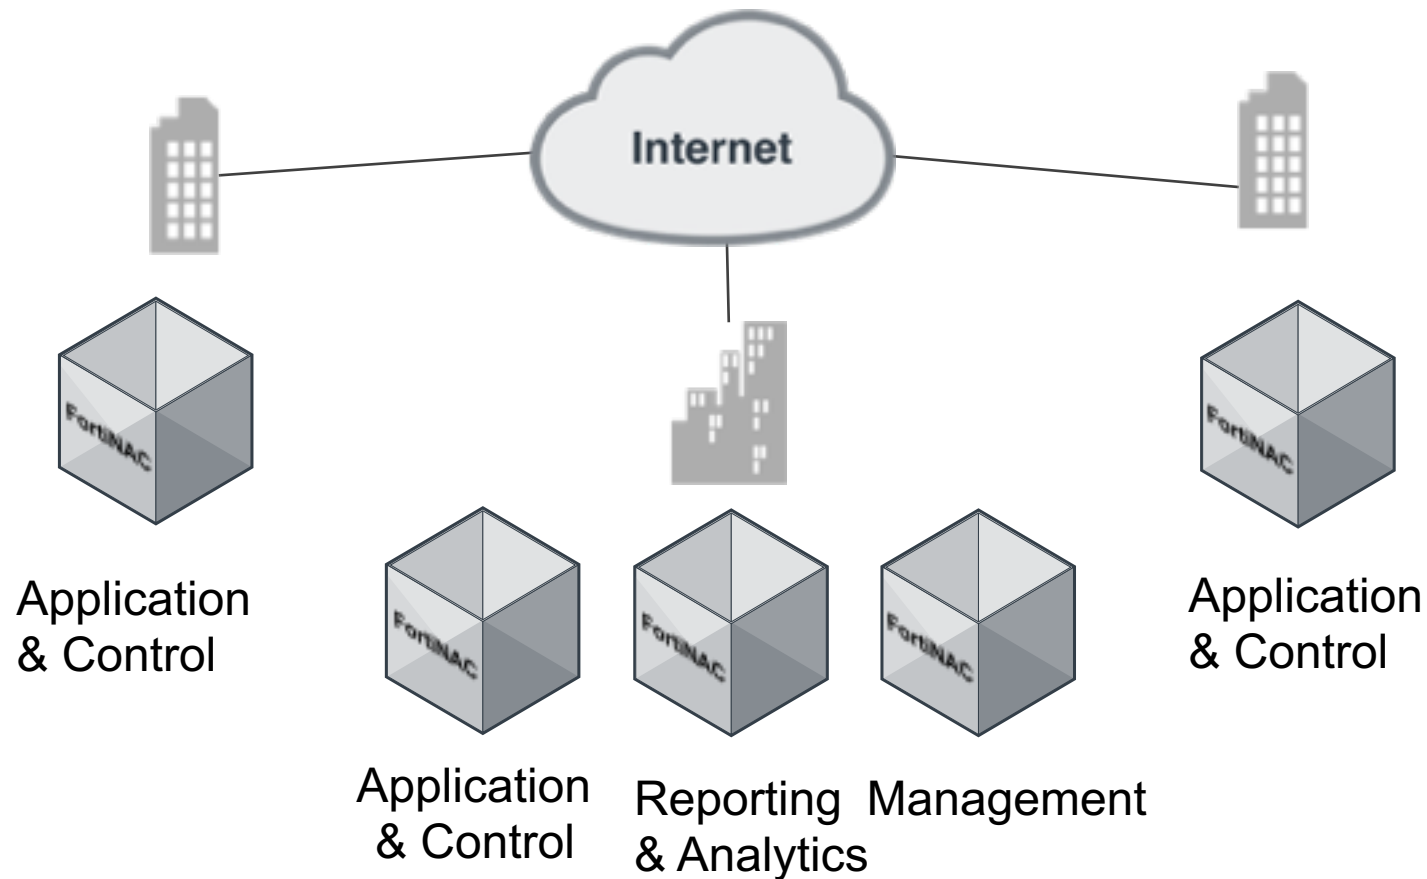 Internet
FortiNAC
Application
& Control
FortiNAC
Application
& Control
FortiNAC
Reporting
& Analytics
FortiNAC
Management
FortiNAC
Application
& Control